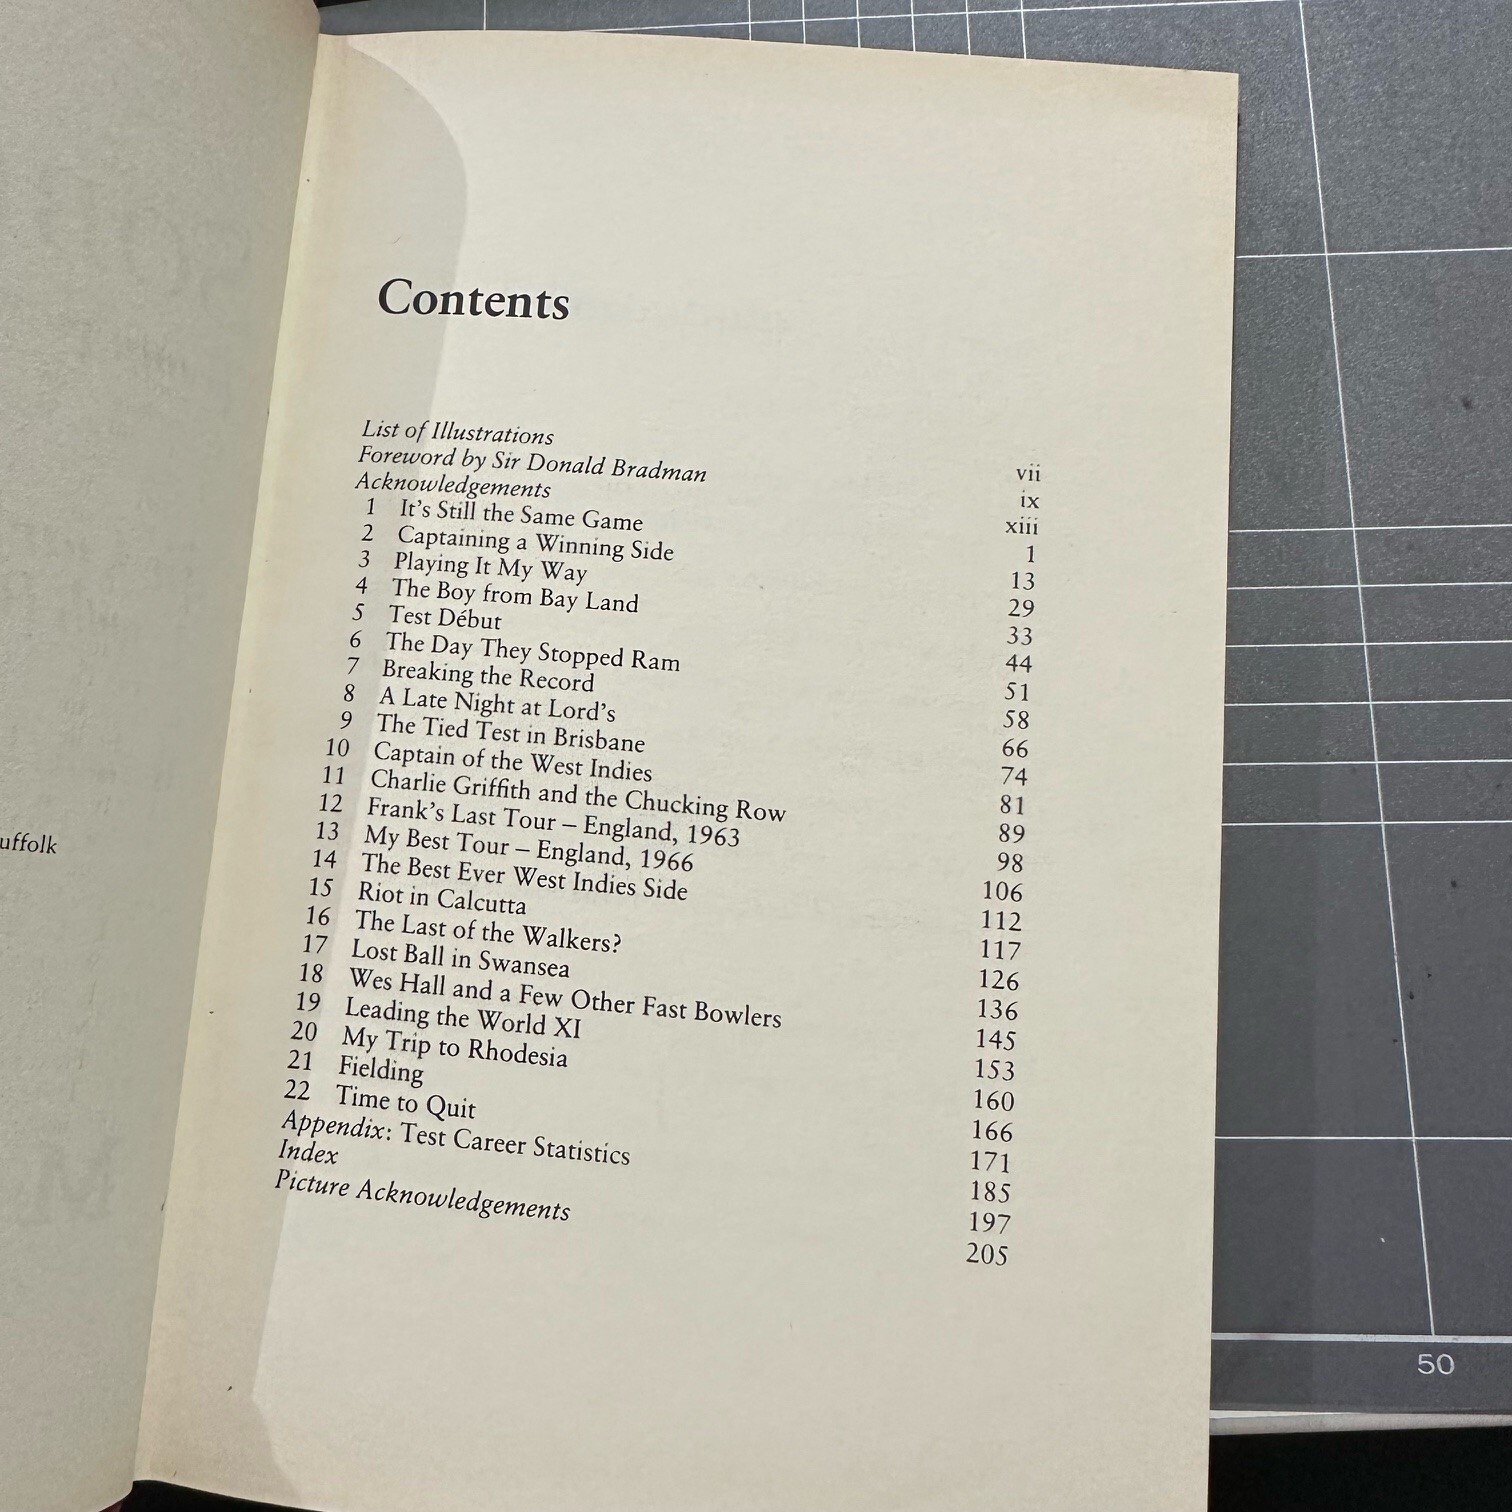 uffolk
Contents
List of Illustrations vii
Foreword by Sir Donald Bradman ix
Acknowledgements xiii
1 It's Still the Same Game 1
2 Captaining a Winning Side 13
3 Playing It My Way 29
4 The Boy from Bay Land 33
5 Test Début 44
6 The Day They Stopped Ram 51
7 Breaking the Record 58
8 A Late Night at Lord's 66
9 The Tied Test in Brisbane 74
10 Captain of the West Indies 81
11 Charlie Griffith and the Chucking Row 89
12 Frank's Last Tour – England, 1963 98
13 My Best Tour – England, 1966 106
14 The Best Ever West Indies Side 112
15 Riot in Calcutta 117
16 The Last of the Walkers? 126
17 Lost Ball in Swansea 136
18 Wes Hall and a Few Other Fast Bowlers 145
19 Leading the World XI 153
20 My Trip to Rhodesia 160
21 Fielding 166
22 Time to Quit 171
Appendix: Test Career Statistics 185
Index 197
Picture Acknowledgements 205
50